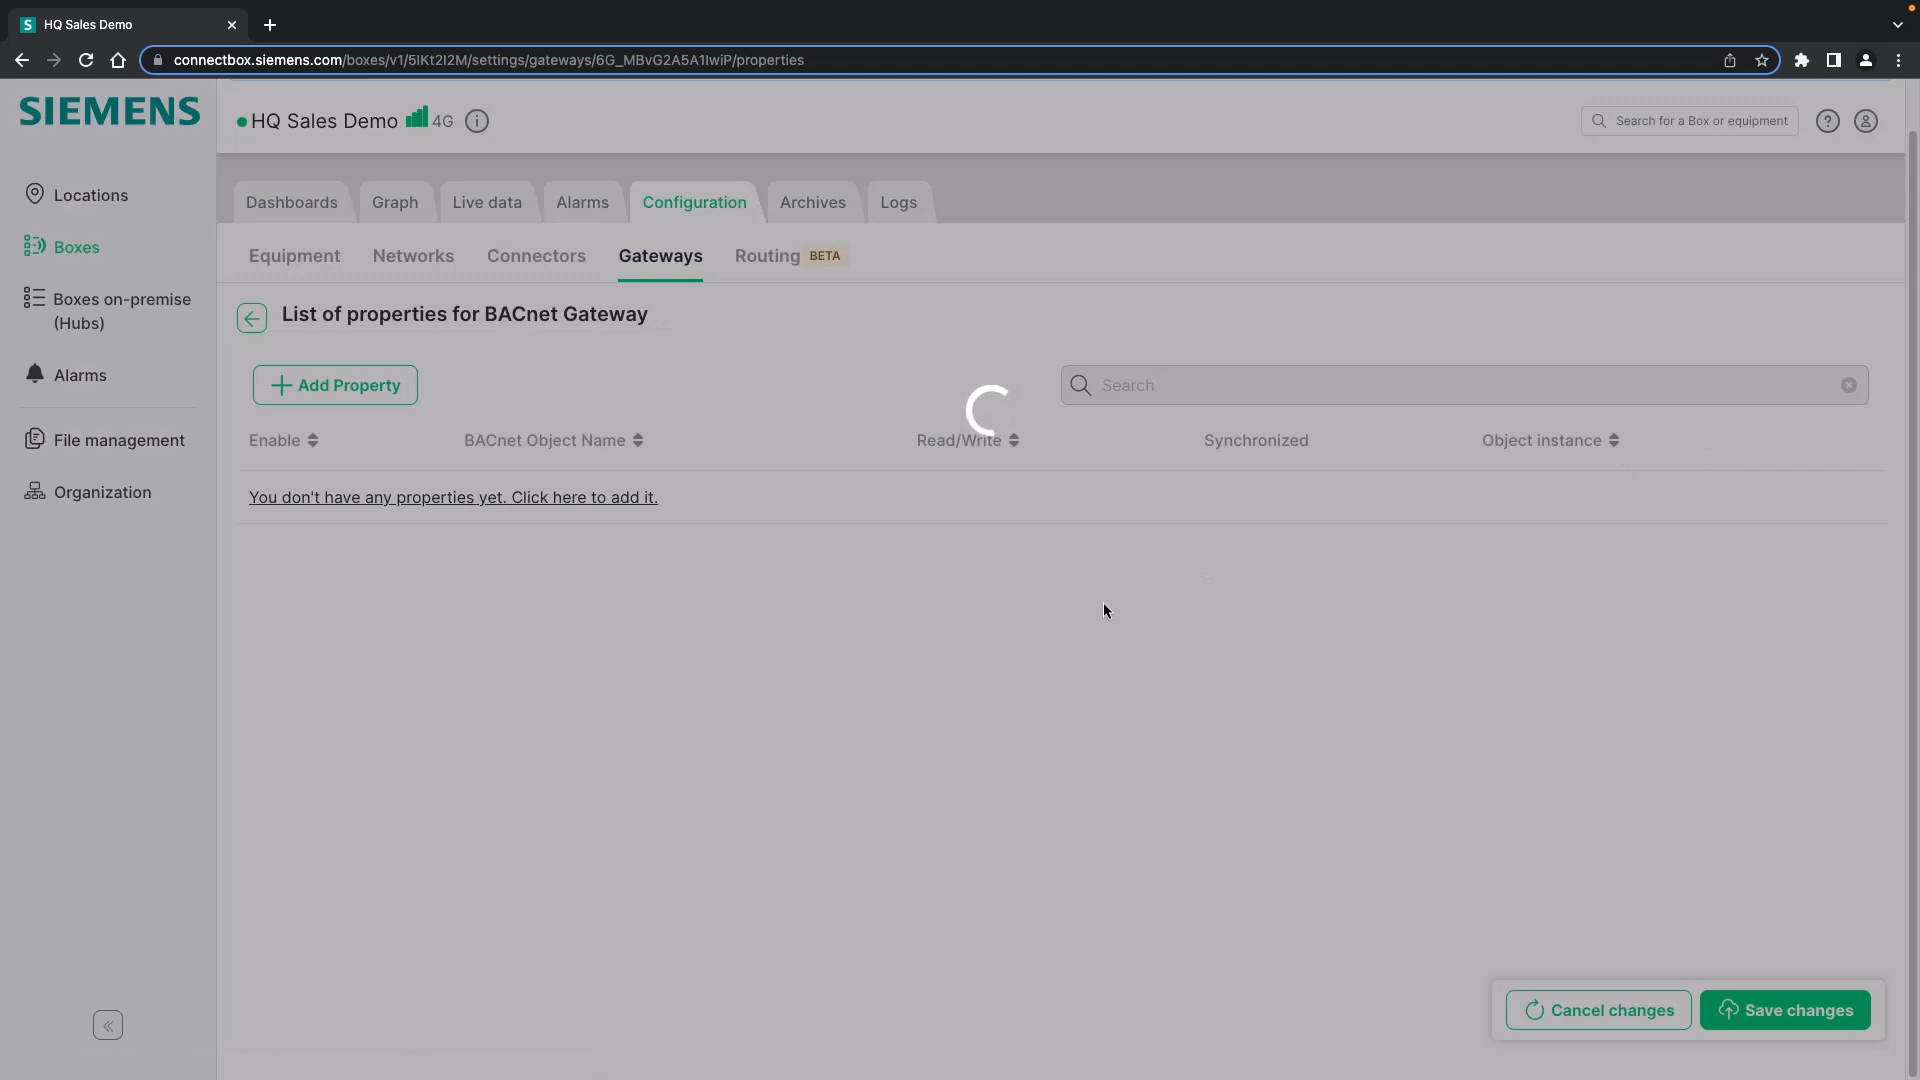 HQ Sales Demo
connectbox.siemens.com/boxes/v1/5IKt2I2M/settings/gateways/6G_MBvG2A5A1IwiP/properties
SIEMENS
HQ Sales Demo 4G
Search for a Box or equipment
Locations
Boxes
Boxes on-premise
(Hubs)
Alarms
File management
Organization
Dashboards Graph Live data Alarms Configuration Archives Logs
Equipment Networks Connectors Gateways Routing BETA
List of properties for BACnet Gateway
Add Property
Search
Enable BACnet Object Name Read/Write Synchronized Object instance
You don't have any properties yet. Click here to add it.
Cancel changes Save changes